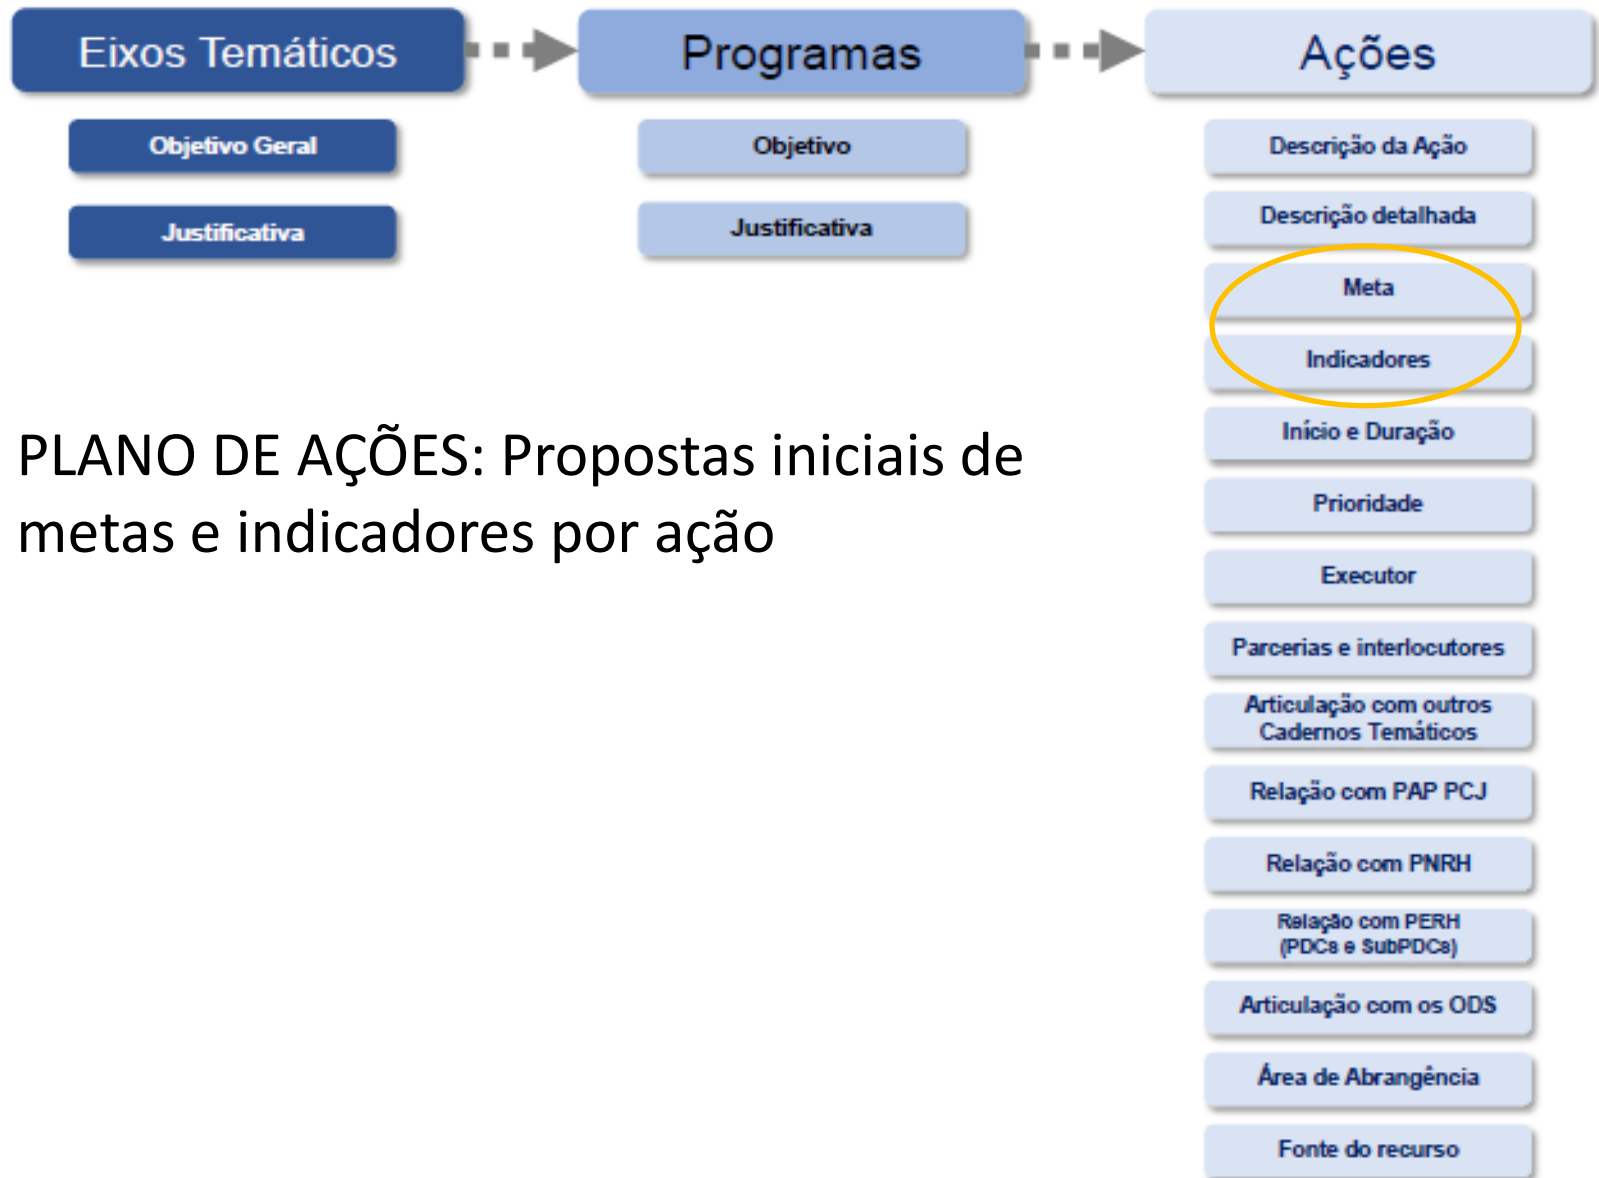 Eixos Temáticos
Programas
Ações
Objetivo Geral
Justificativa
Objetivo
Justificativa
Descrição da Ação
Descrição detalhada
Meta
Indicadores
Início e Duração
Prioridade
Executor
Parcerias e interlocutores
Articulação com outros
Cadernos Temáticos
Relação com PAP PCJ
Relação com PNRH
Relação com PERH
(PDCs e SubPDCs)
Articulação com os ODS
Área de Abrangência
Fonte do recurso
PLANO DE AÇÕES: Propostas iniciais de
metas e indicadores por ação